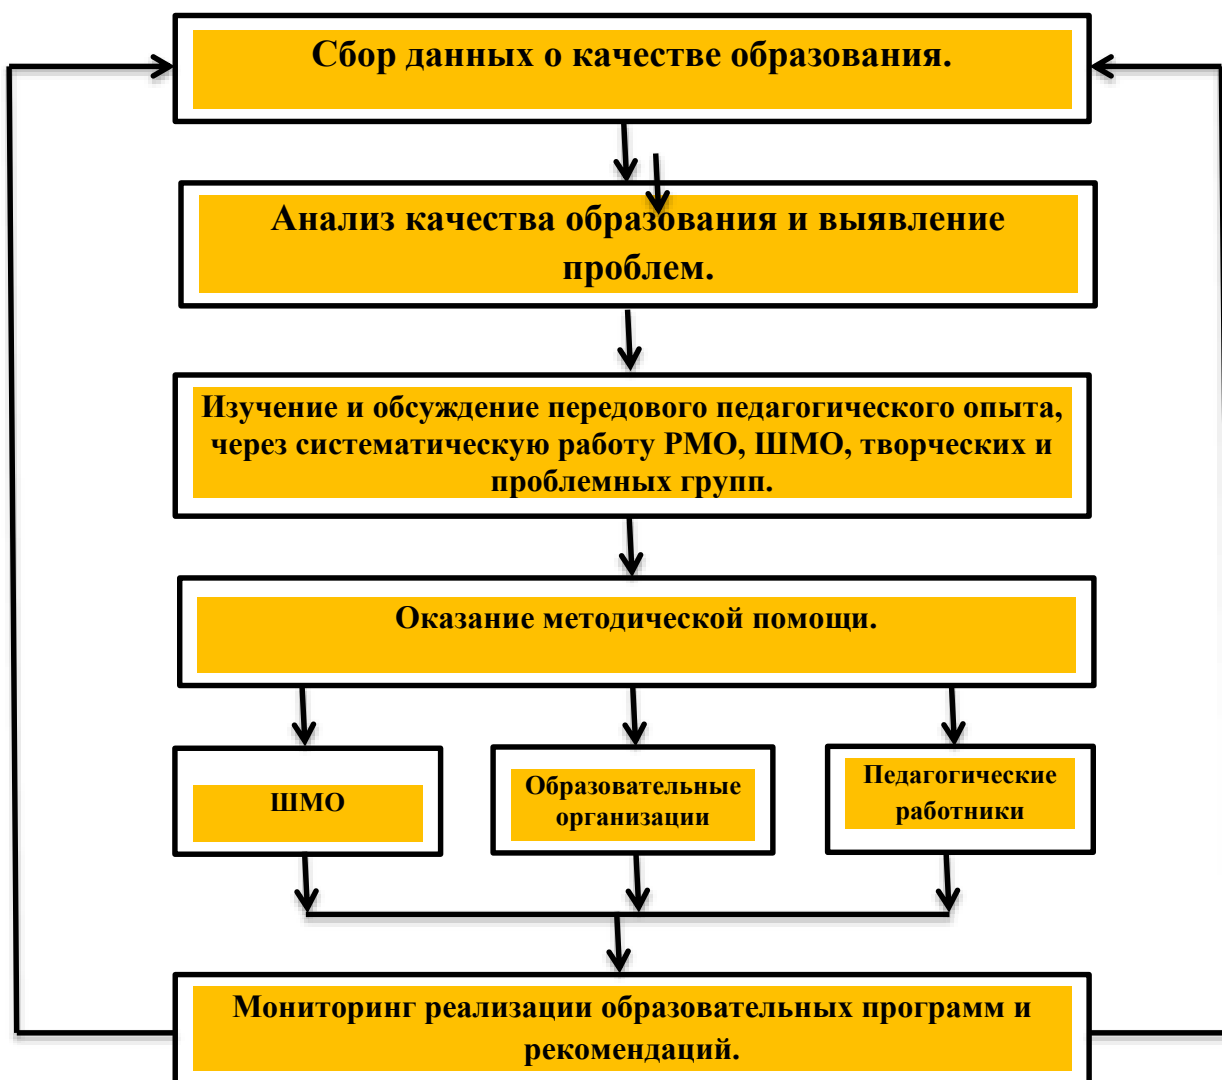 Сбор данных о качестве образования.
Анализ качества образования и выявление
проблем.
Изучение и обсуждение передового педагогического опыта,
через систематическую работу РМО, ШМО, творческих и
проблемных групп.
Оказание методической помощи.
ШМО
Образовательные
организации
Педагогические
работники
Мониторинг реализации образовательных программ и
рекомендаций.